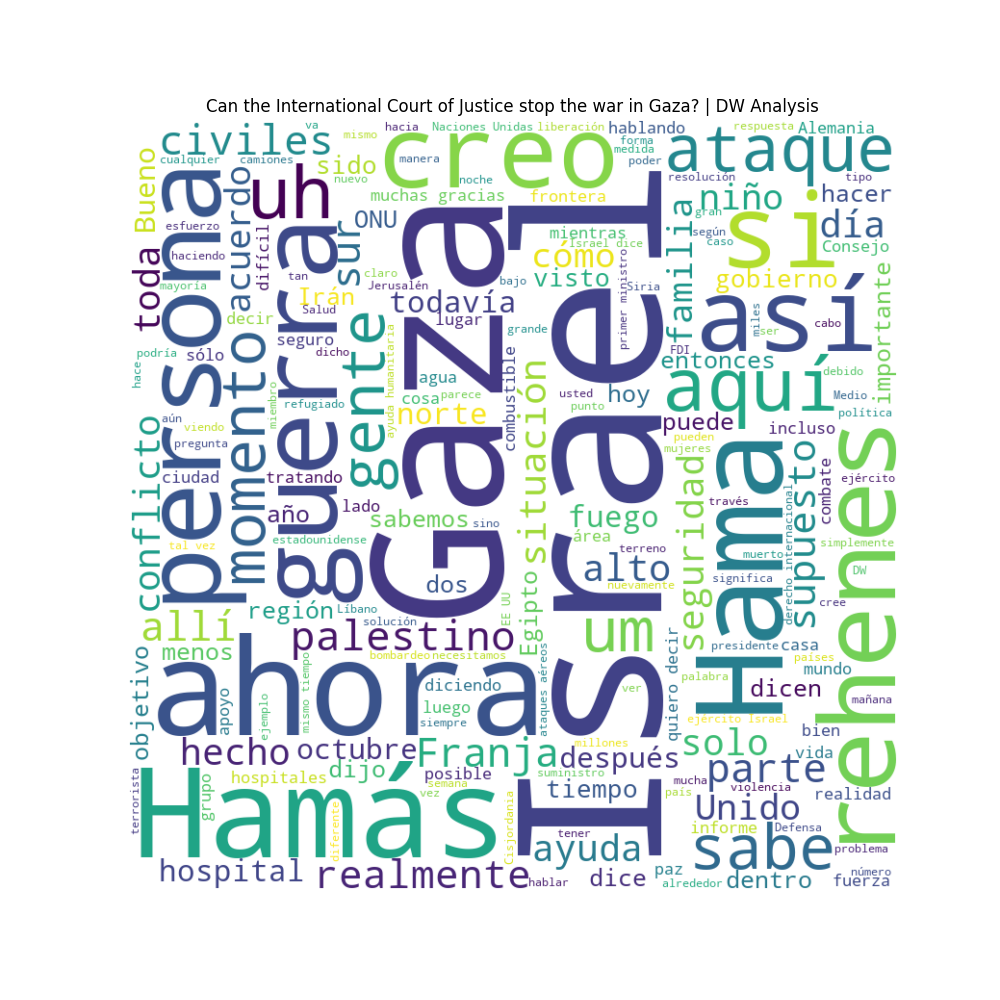 Can the International Court of Justice stop the war in Gaza? | DW Analysis
va
hacia
Naciones Unidas
liberación
hablando
respuesta
Alemania
civiles
mismo
creo
forma
medida
ataque
cualquier
camiones
sido
manera
poder
Bueno
persona
acuerdo
uh
nuevo
noche
muchas gracias
frontera
resolución
tipo
niño
hacer
esfuerzo
difícil
guerra
sur
ONU
Gaza
Israel
mientras
Israel dice
cómo
familia
gran
según
caso
si
día
Consejo
toda
haciendo
mayoría
tan
Irán
claro
Jerusalén
todavía
bajo
visto
primer ministro
Siria
gobierno
importante
Salud
decir
seguro
dicho
gente
lugar
grande
FDI
entonces
así
miles
ser
cabo
debido
podría
hace
sólo
momento
miembro
refugiado
ayuda humanitaria
agua
cosa
parece
combustible
usted
punto
hoy
aquí
Medio
política
conflicto
aún
viendo
pregunta
norte
situación
puede
pueden
mujeres
incluso
rehenes
ciudad
tratando
año
lado
sabemos
sino
fuego
área
seguridad
Hama
través
supuesto
combate
ejército
tal vez
estadounidense
terreno
muerto
derecho internacional
simplemente
dos
alto
nuevamente
significa
DW
región
Líbano
solución
EE UU
Egipto
cree
allí
menos
palestino
um
presidente
casa
objetivo
ahora
bombardeo
necesitamos
quiero decir
países
palabra
mundo
apoyo
ejemplo
mismo tiempo
diciendo
luego
siempre
ataques aéreos
ver
dicen
mañana
ejército Israel
bien
hecho
octubre
Franja
después
millones
solo
vida
terrorista
Hamás
grupo
hospitales
dijo
posible
semana
vez
suministro
tiempo
mucha
país
parte
violencia
realidad
diferente
Cisjordania
Unido
tener
informe
Defensa
ayuda
sabe
problema
hospital
realmente
hablar
dice
paz
alrededor
dentro
número
fuerza